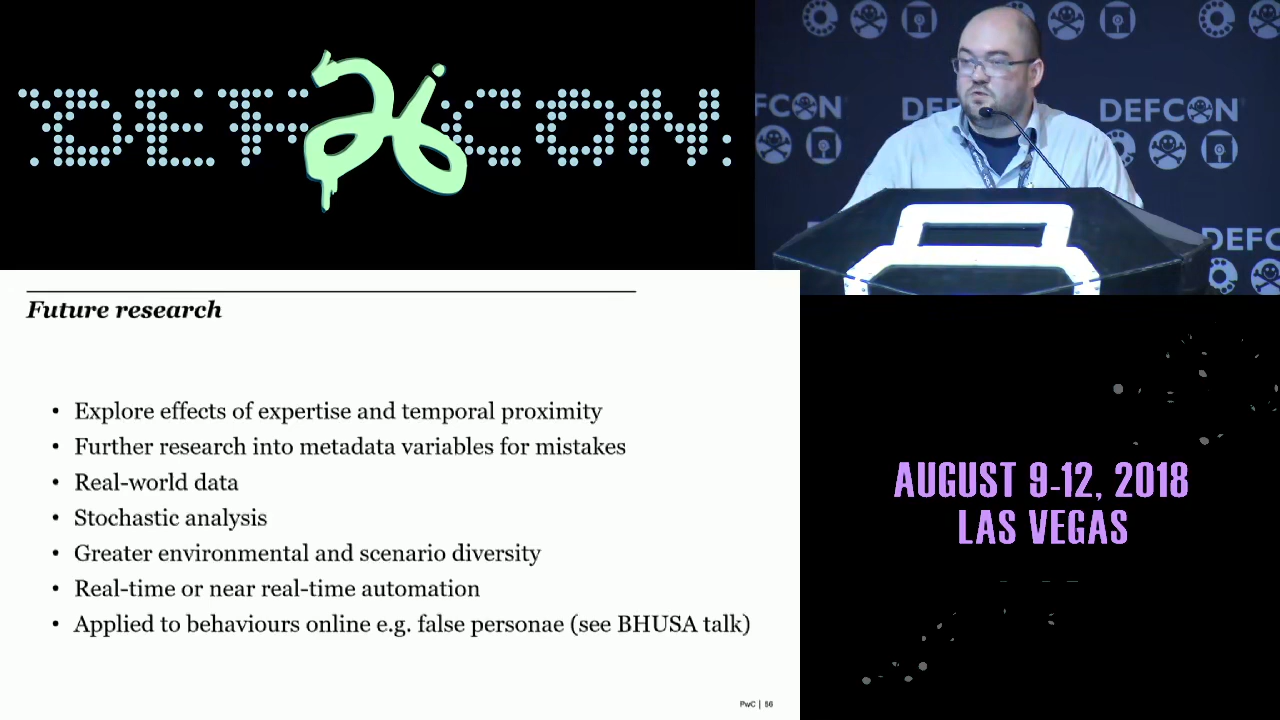 DEF 26 CON
DEFCON
DEFCON
DEFCON
DEFC
Future research
• Explore effects of expertise and temporal proximity
• Further research into metadata variables for mistakes
• Real-world data
• Stochastic analysis
• Greater environmental and scenario diversity
• Real-time or near real-time automation
• Applied to behaviours online e.g. false personae (see BHUSA talk)
PwC | 56
AUGUST 9-12, 2018
LAS VEGAS